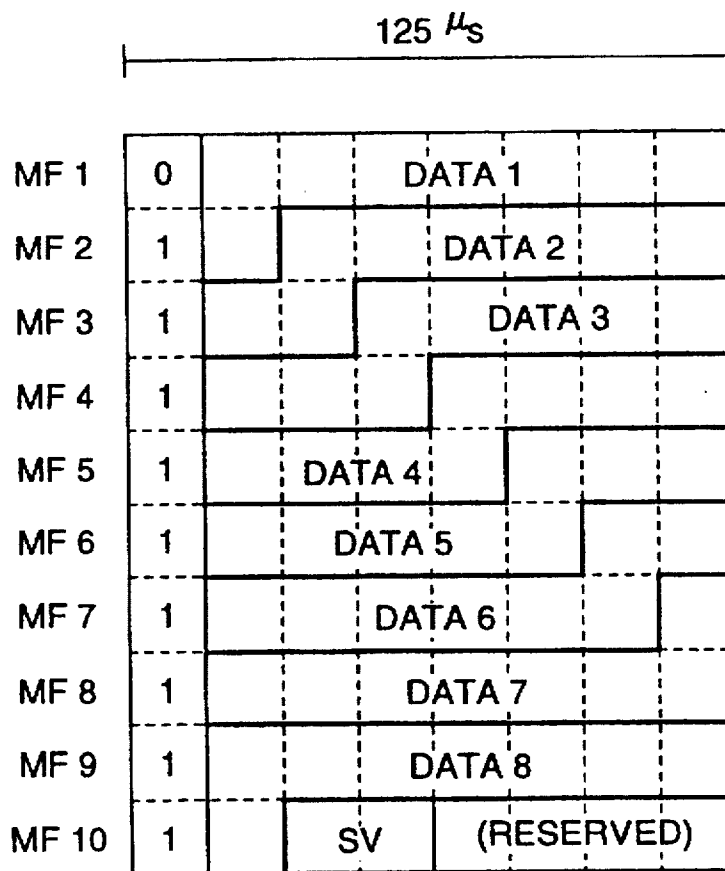 125 μs
MF 1 0 DATA 1
MF 2 1 DATA 2
MF 3 1 DATA 3
MF 4 1
MF 5 1 DATA 4
MF 6 1 DATA 5
MF 7 1 DATA 6
MF 8 1 DATA 7
MF 9 1 DATA 8
MF 10 1 SV (RESERVED)